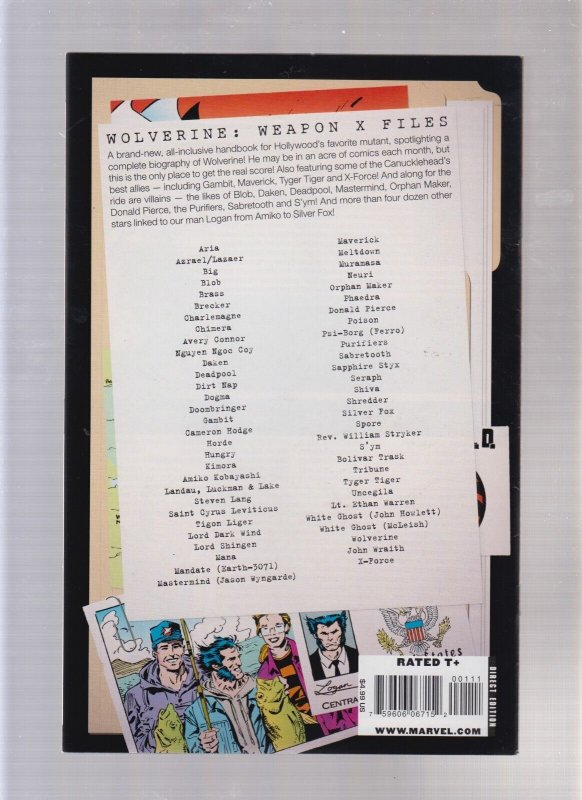 WOLVERINE: WEAPON X FILES
A brand-new, all-inclusive handbook for Hollywood's favorite mutant, spotlighting a
complete biography of Wolverine! He may be in an acre of comics each month, but
this is the only place to get the real score! Also featuring some of the Canucklehead's
best allies — including Gambit, Maverick, Tyger Tiger and X-Force! And along for the
ride are villains — the likes of Blob, Daken, Deadpool, Mastermind, Orphan Maker,
Donald Pierce, the Purifiers, Sabretooth and S'ym! And more than four dozen other
stars linked to our man Logan from Amiko to Silver Fox!
Aria
Azrael/Lazaer
Big
Blob
Brass
Brecker
Charlemagne
Chimera
Avery Connor
Nguyen Ngoc Coy
Daken
Deadpool
Dirt Nap
Dogma
Doombringer
Gambit
Cameron Hodge
Horde
Hungry
Kimora
Amiko Kobayashi
Landau, Luckman & Lake
Steven Lang
Saint Cyrus Leviticus
Tigon Liger
Lord Dark Wind
Lord Shingen
Mana
Mandate (Earth-3071)
Mastermind (Jason Wyngarde)
Maverick
Meltdown
Muramasa
Neuri
Orphan Maker
Phaedra
Donald Pierce
Poison
Psi-Borg (Ferro)
Purifiers
Sabretooth
Sapphire Styx
Seraph
Shiva
Shredder
Silver Fox
Spore
Rev. William Stryker
S'ym
Bolivar Trask
Tribune
Tyger Tiger
Uncegila
Lt. Ethan Warren
White Ghost (John Howlett)
White Ghost (McLeish)
Wolverine
John Wraith
X-Force
.D.
Logan
CENTRA
States
RATED T+
$4.99 US
00111
7 59606 06715 2
DIRECT EDITION
WWW.MARVEL.COM